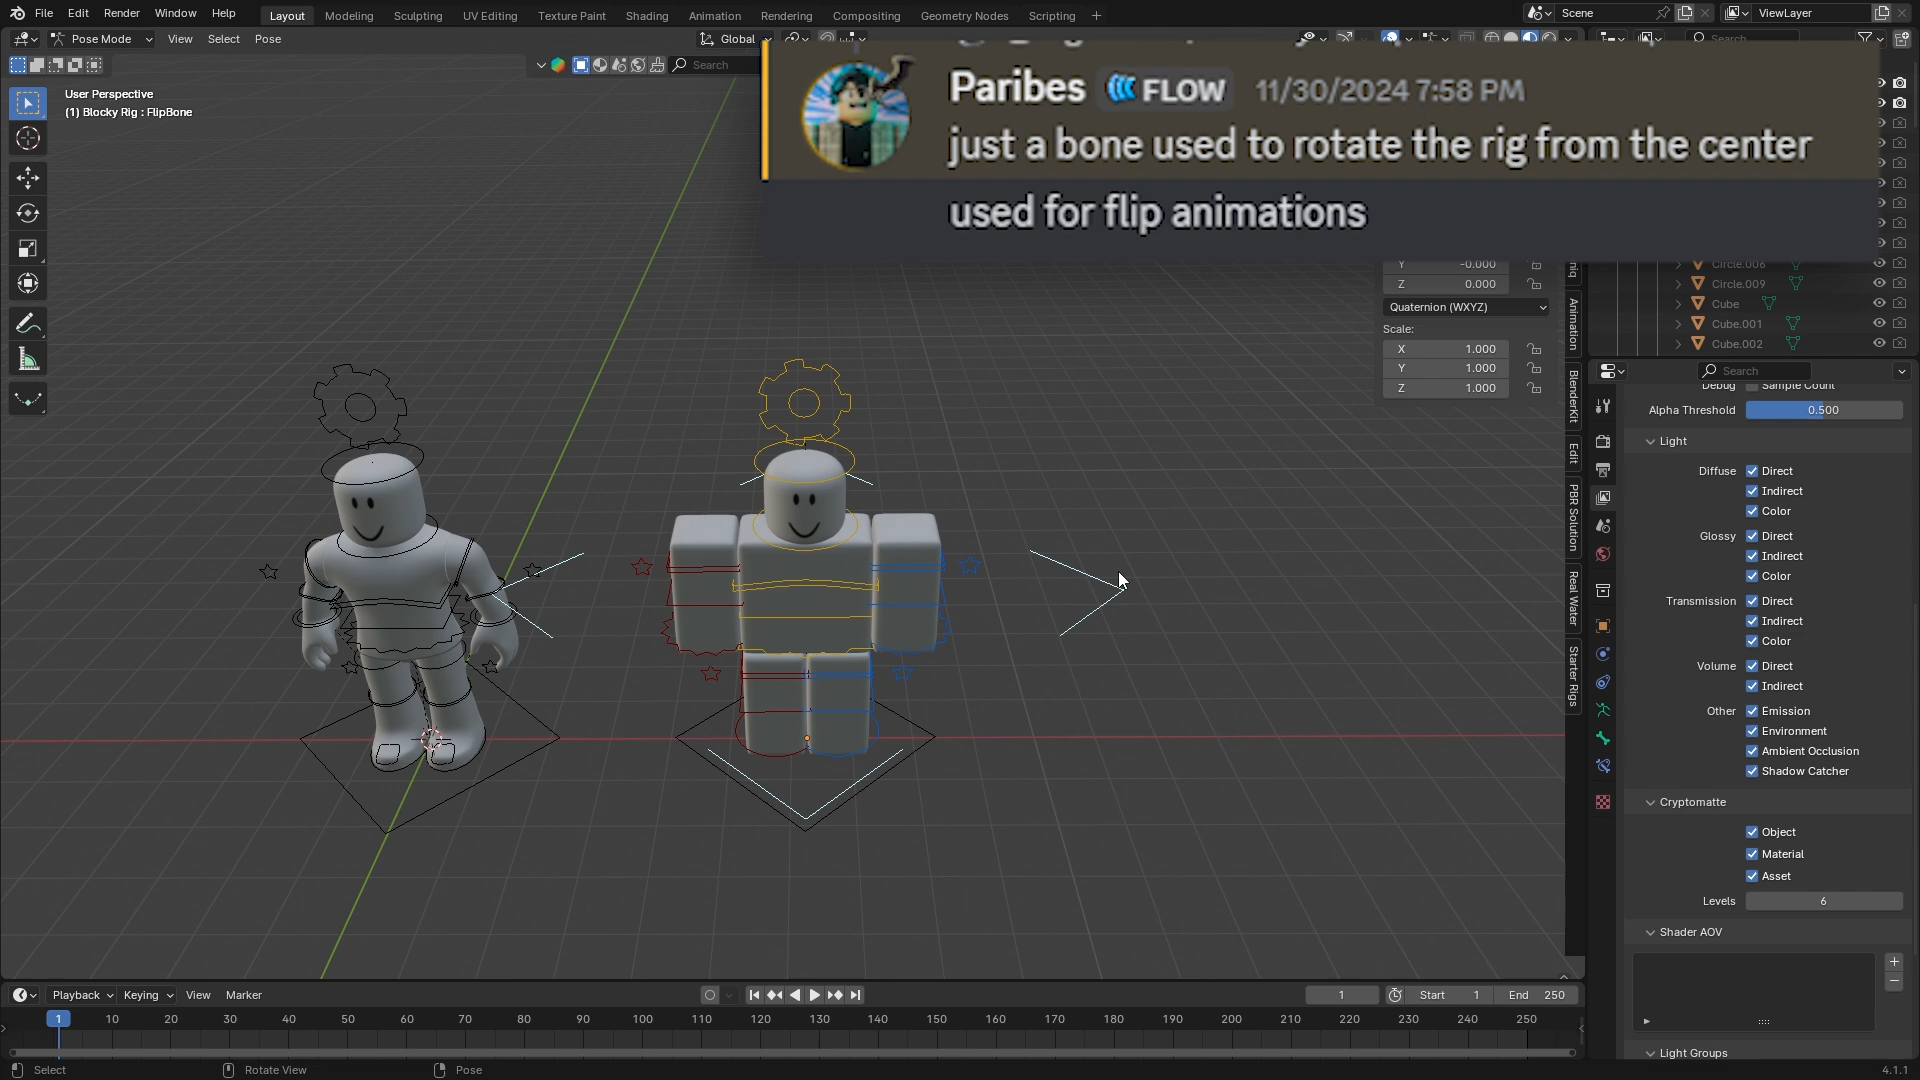 File Edit Render Window Help
Layout Modeling Sculpting UV Editing Texture Paint Shading Animation Rendering Compositing Geometry Nodes Scripting +
Scene
ViewLayer
Pose Mode View Select Pose
Global
Search
Search
User Perspective
(1) Blocky Rig : FlipBone
Paribes FLOW 11/30/2024 7:58 PM
just a bone used to rotate the rig from the center
used for flip animations
Y -0.000
Z 0.000
Quaternion (WXYZ)
Scale:
X 1.000
Y 1.000
Z 1.000
Animation
BlenderKit
Edit
PBR Solution
Real Water
Starter Rigs
Circle.006
Circle.009
Cube
Cube.001
Cube.002
Search
Debug Sample Count
Alpha Threshold 0.500
Light
Diffuse Direct
Indirect
Color
Glossy Direct
Indirect
Color
Transmission Direct
Indirect
Color
Volume Direct
Indirect
Other Emission
Environment
Ambient Occlusion
Shadow Catcher
Cryptomatte
Object
Material
Asset
Levels 6
Shader AOV
Light Groups
Playback Keying View Marker
1 Start 1 End 250
1 10 20 30 40 50 60 70 80 90 100 110 120 130 140 150 160 170 180 190 200 210 220 230 240 250
Select Rotate View Pose
4.1.1